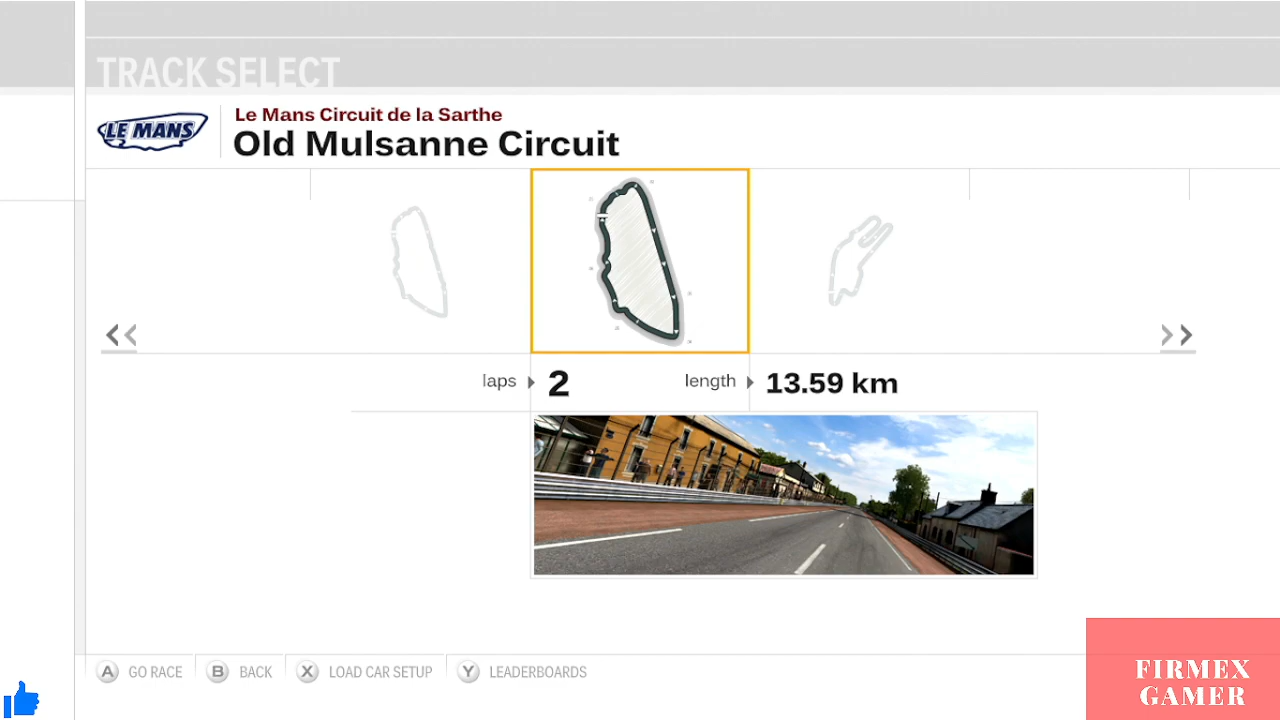 TRACK SELECT
LE MANS
Le Mans Circuit de la Sarthe
Old Mulsanne Circuit
laps 2 length 13.59 km
A GO RACE B BACK X LOAD CAR SETUP Y LEADERBOARDS
FIRMEX
GAMER